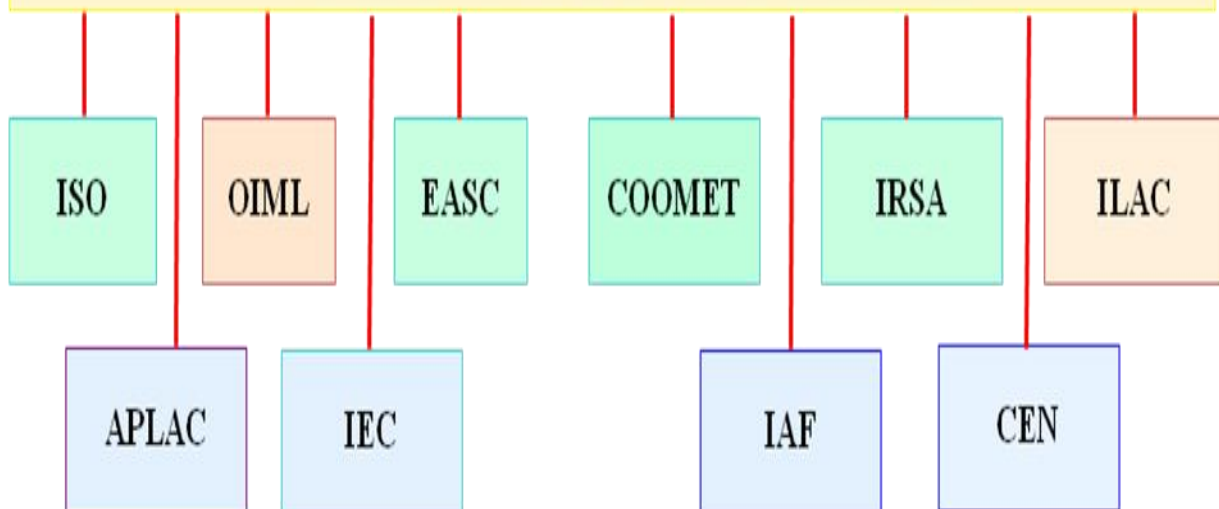 ISO
OIML
EASC
COOMET
IRSA
ILAC
APLAC
IEC
IAF
CEN